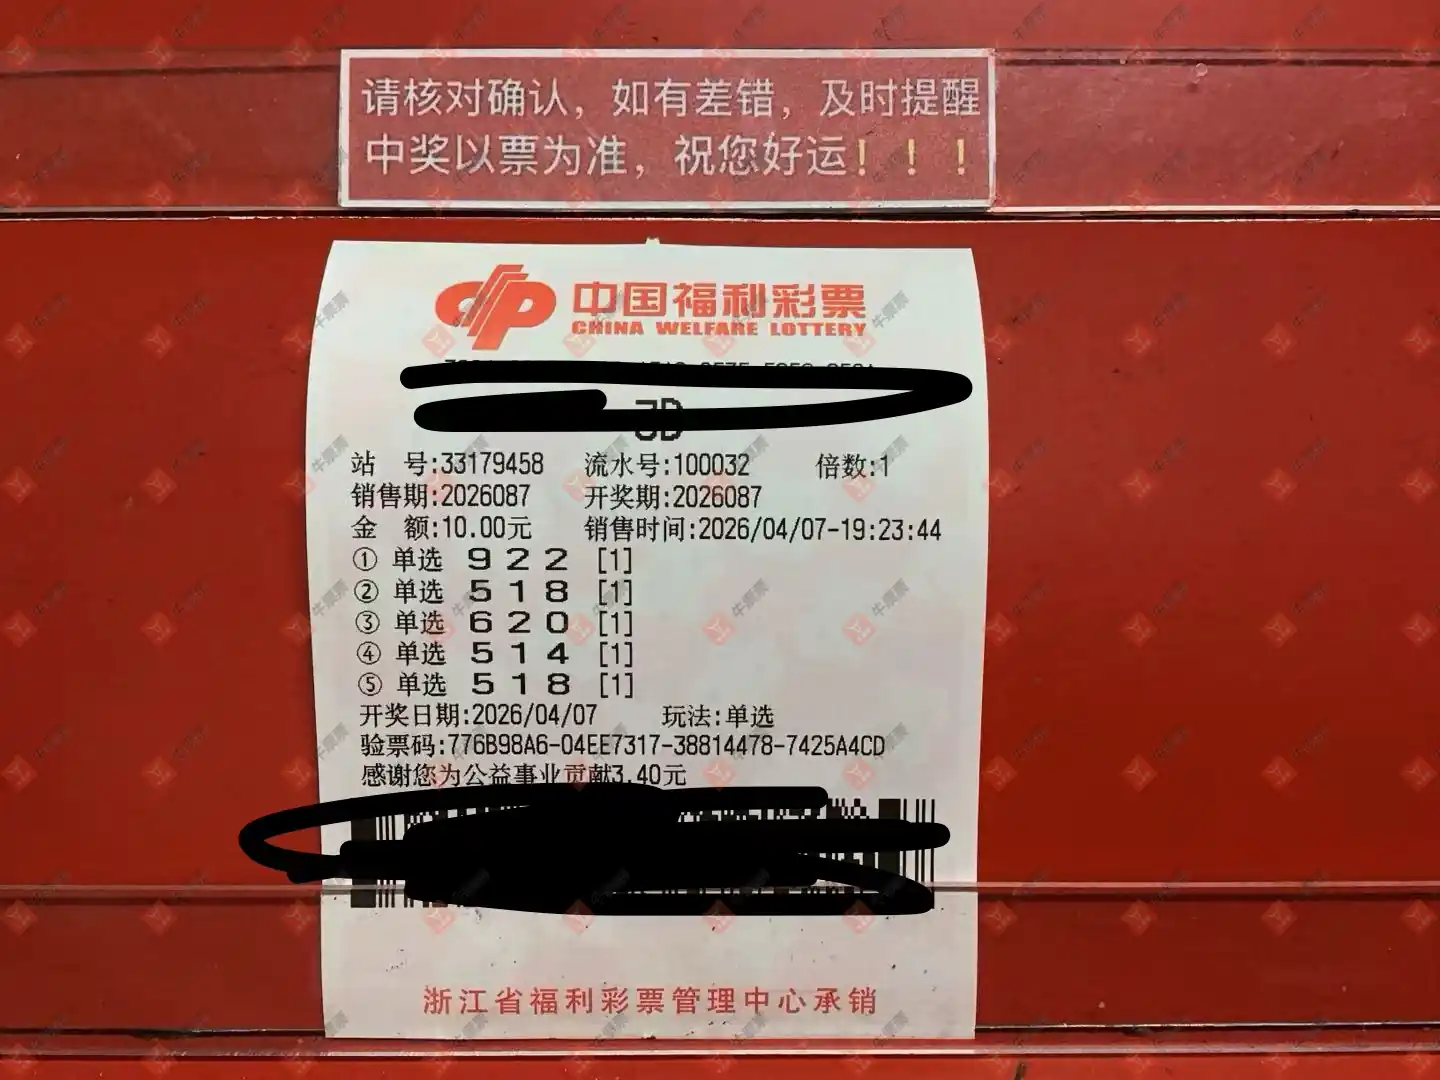 请核对确认，如有差错，及时提醒
中奖以票为准，祝您好运！！！
中国福利彩票
CHINA WELFARE LOTTERY
3D
站 号:33179458 流水号:100032 倍数:1
销售期:2026087 开奖期:2026087
金 额:10.00元 销售时间:2026/04/07-19:23:44
① 单选 9 2 2 [1]
② 单选 5 1 8 [1]
③ 单选 6 2 0 [1]
④ 单选 5 1 4 [1]
⑤ 单选 5 1 8 [1]
开奖日期:2026/04/07 玩法:单选
验票码:776B98A6-04EE7317-38814478-7425A4CD
感谢您为公益事业贡献3.40元
浙江省福利彩票管理中心承销
牛票票